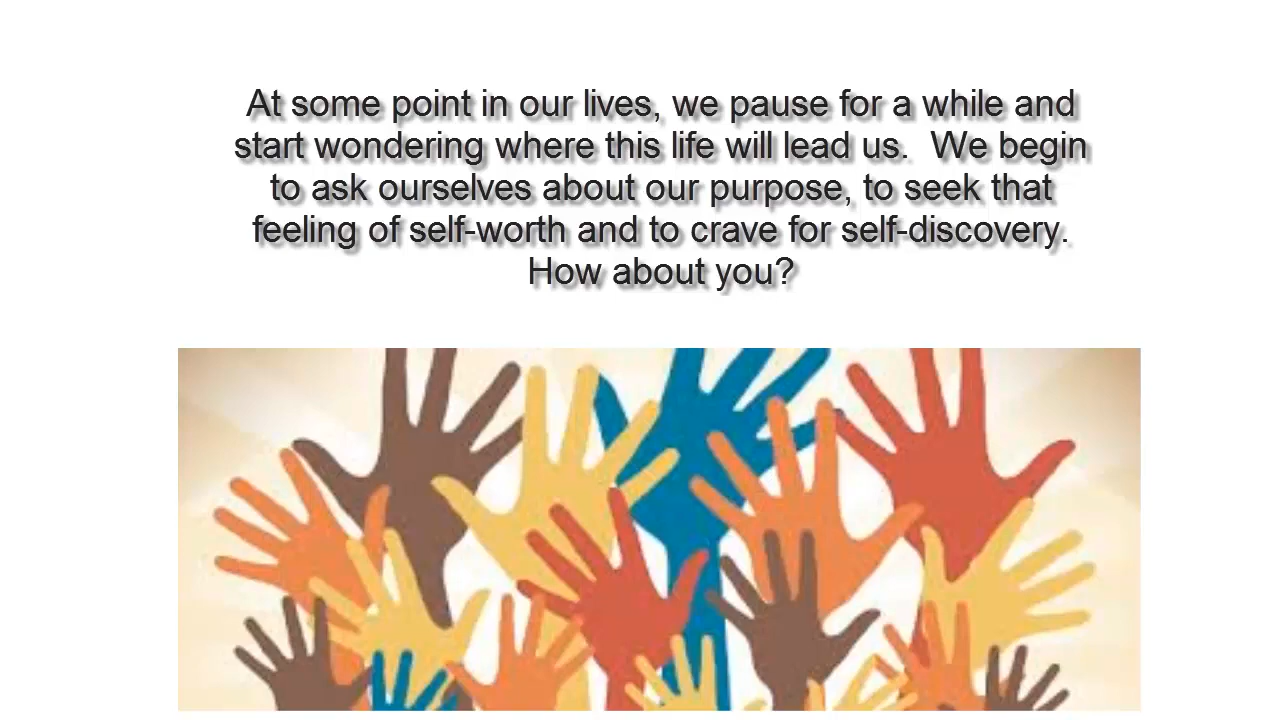 At some point in our lives, we pause for a while and
start wondering where this life will lead us.  We begin
to ask ourselves about our purpose, to seek that
feeling of self-worth and to crave for self-discovery.
How about you?